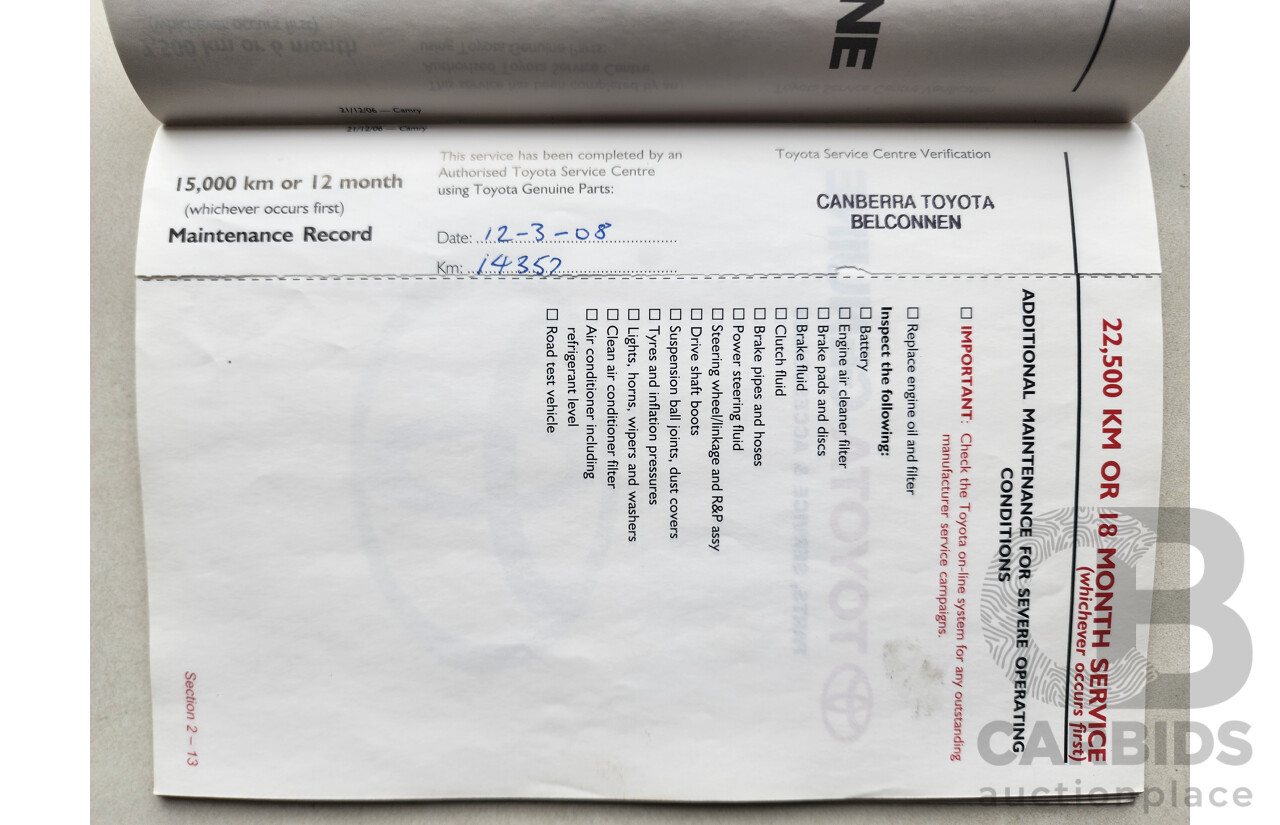 NE
21/12/06 — Camry
21/12/06 — Camry
15,000 km or 12 month
(whichever occurs first)
Maintenance Record
This service has been completed by an
Authorised Toyota Service Centre
using Toyota Genuine Parts:
Date: 12-3-08
Km: 14357
Toyota Service Centre Verification
CANBERRA TOYOTA
BELCONNEN
22,500 KM OR 18 MONTH SERVICE
(whichever occurs first)
ADDITIONAL MAINTENANCE FOR SEVERE OPERATING
CONDITIONS
☐ IMPORTANT: Check the Toyota on-line system for any outstanding
manufacturer service campaigns.
☐ Replace engine oil and filter
Inspect the following:
☐ Battery
☐ Engine air cleaner filter
☐ Brake pads and discs
☐ Brake fluid
☐ Clutch fluid
☐ Brake pipes and hoses
☐ Power steering fluid
☐ Steering wheel/linkage and R&P assy
☐ Drive shaft boots
☐ Suspension ball joints, dust covers
☐ Tyres and inflation pressures
☐ Lights, horns, wipers and washers
☐ Clean air conditioner filter
☐ Air conditioner including
refrigerant level
☐ Road test vehicle
Section 2 – 13
CB
CARBIDS
auctionplace